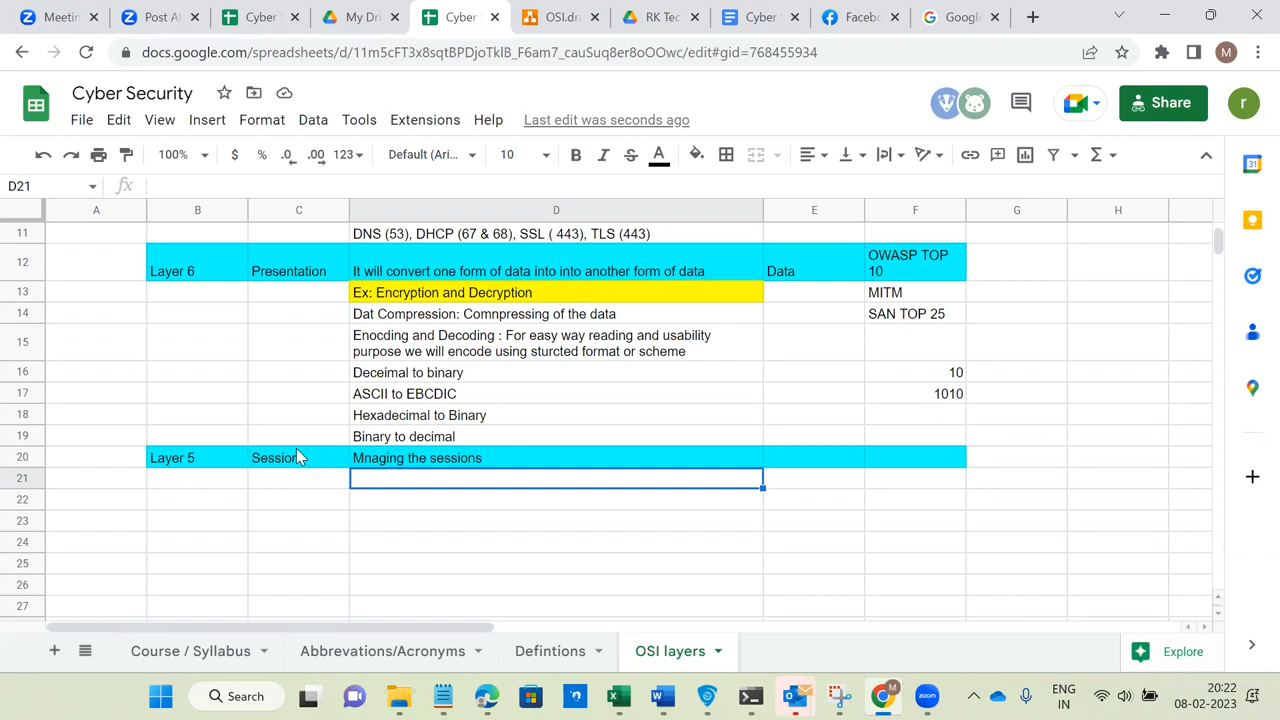 Meetin
Post A
Cyber S
My Dri
Cyber S
OSI.dra
RK Tec
Cyber S
Facebo
Google
docs.google.com/spreadsheets/d/11m5cFT3x8sqtBPDjoTklB_F6am7_cauSuq8er8oOOwc/edit#gid=768455934
M
Cyber Security
File Edit View Insert Format Data Tools Extensions Help Last edit was seconds ago
Share
r
100% $ % .0 .00 123 Default (Ari... 10 B I S A
31
D21 fx
A B C D E F G H
11 DNS (53), DHCP (67 & 68), SSL ( 443), TLS (443)
12 Layer 6 Presentation It will convert one form of data into into another form of data Data OWASP TOP
10
13 Ex: Encryption and Decryption MITM
14 Dat Compression: Comnpressing of the data SAN TOP 25
15 Enocding and Decoding : For easy way reading and usability
purpose we will encode using sturcted format or scheme
16 Deceimal to binary 10
17 ASCII to EBCDIC 1010
18 Hexadecimal to Binary
19 Binary to decimal
20 Layer 5 Session Mnaging the sessions
21
22
23
24
25
26
27
Course / Syllabus Abbrevations/Acronyms Defintions OSI layers Explore
Search
zoom
ENG
IN
20:22
08-02-2023